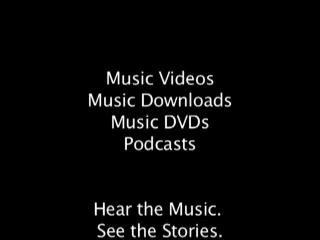 Music Videos
Music Downloads
Music DVDs
Podcasts
Hear the Music.
See the Stories.